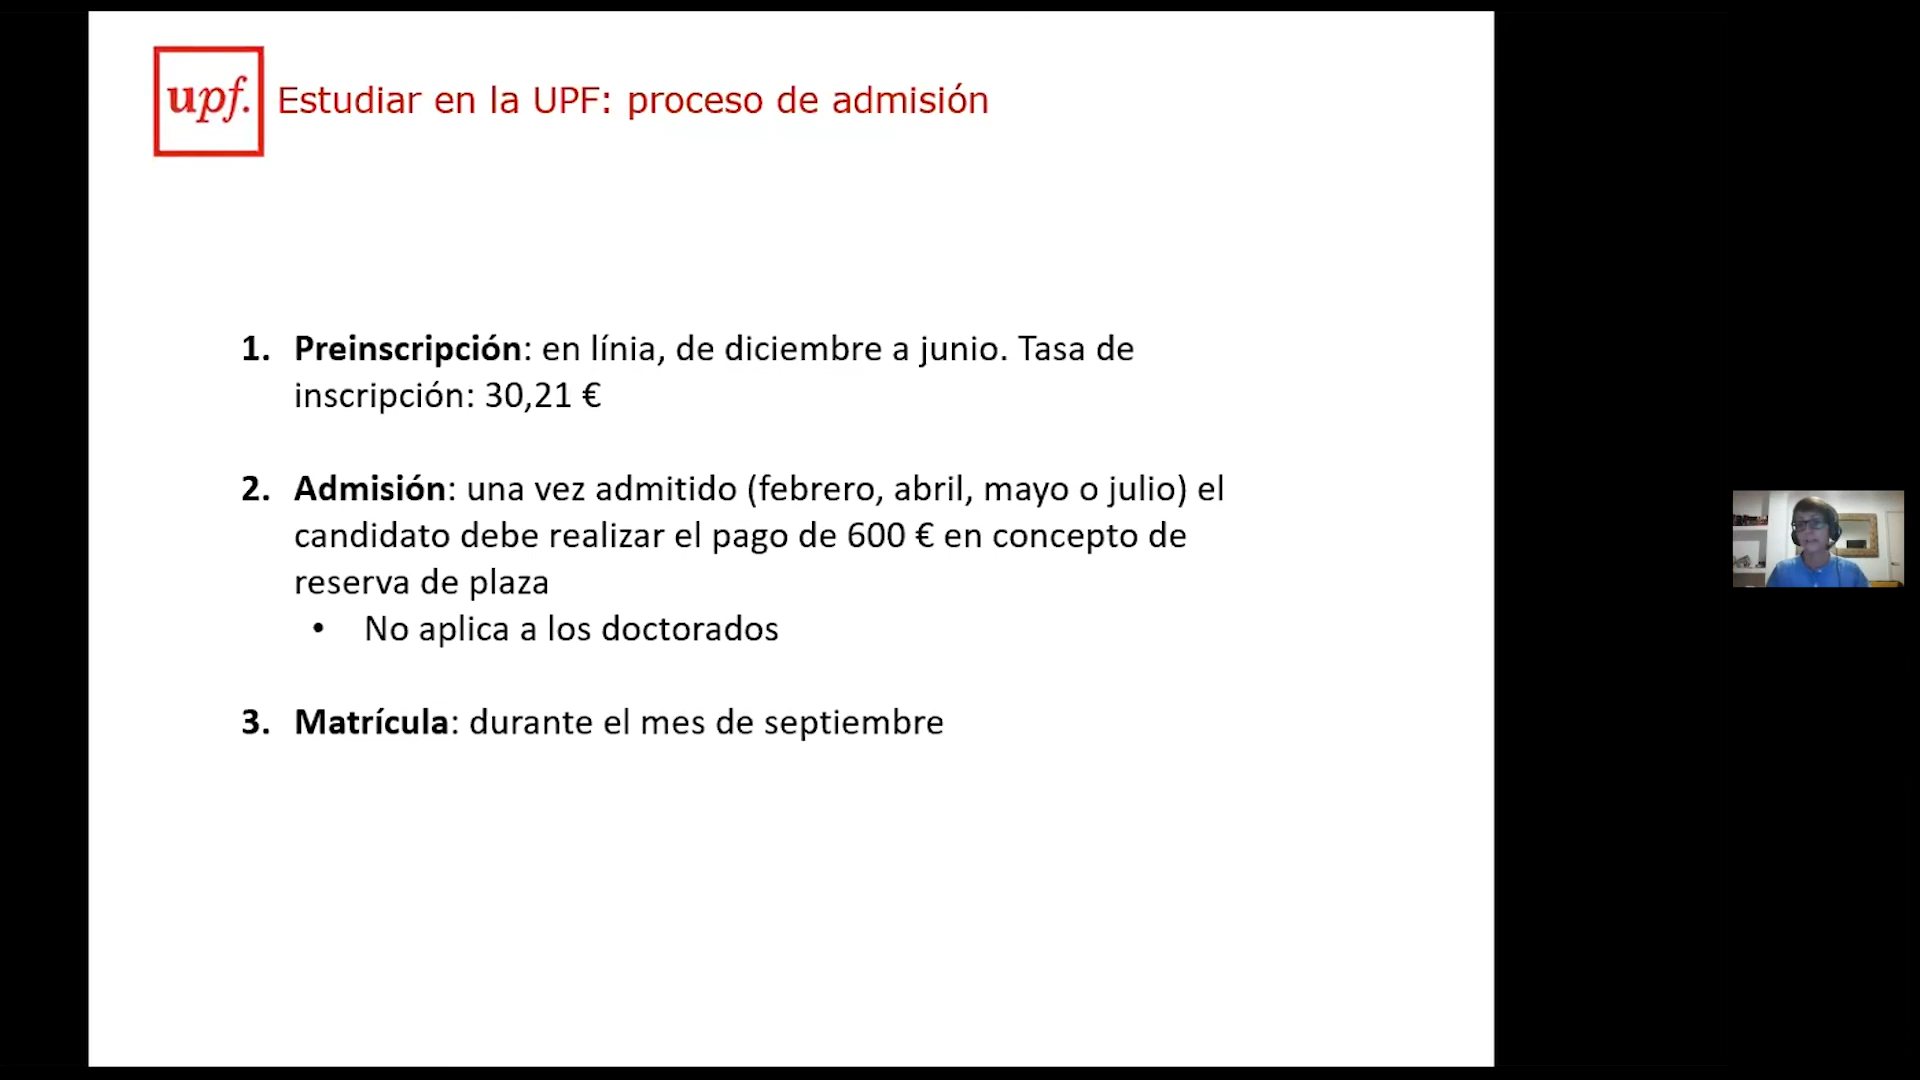 upf. Estudiar en la UPF: proceso de admisión
1. Preinscripción: en línia, de diciembre a junio. Tasa de
inscripción: 30,21 €
2. Admisión: una vez admitido (febrero, abril, mayo o julio) el
candidato debe realizar el pago de 600 € en concepto de
reserva de plaza
• No aplica a los doctorados
3. Matrícula: durante el mes de septiembre